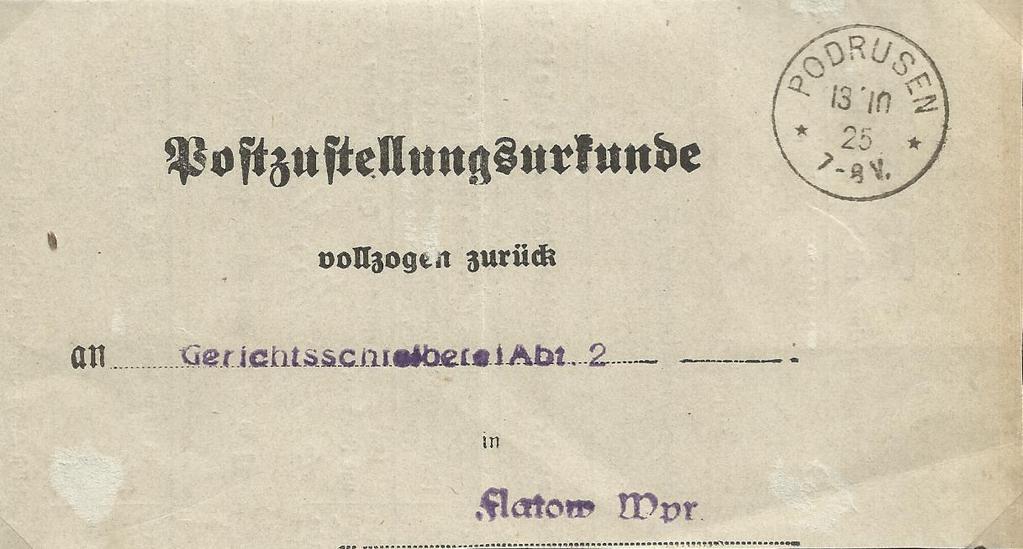 PODRUSEN
13 10
25
7-8 V.
Postzustellungsurkunde
vollzogen zurück
an Gerichtsschreiberei Abt. 2
in
Flatow Wpr.